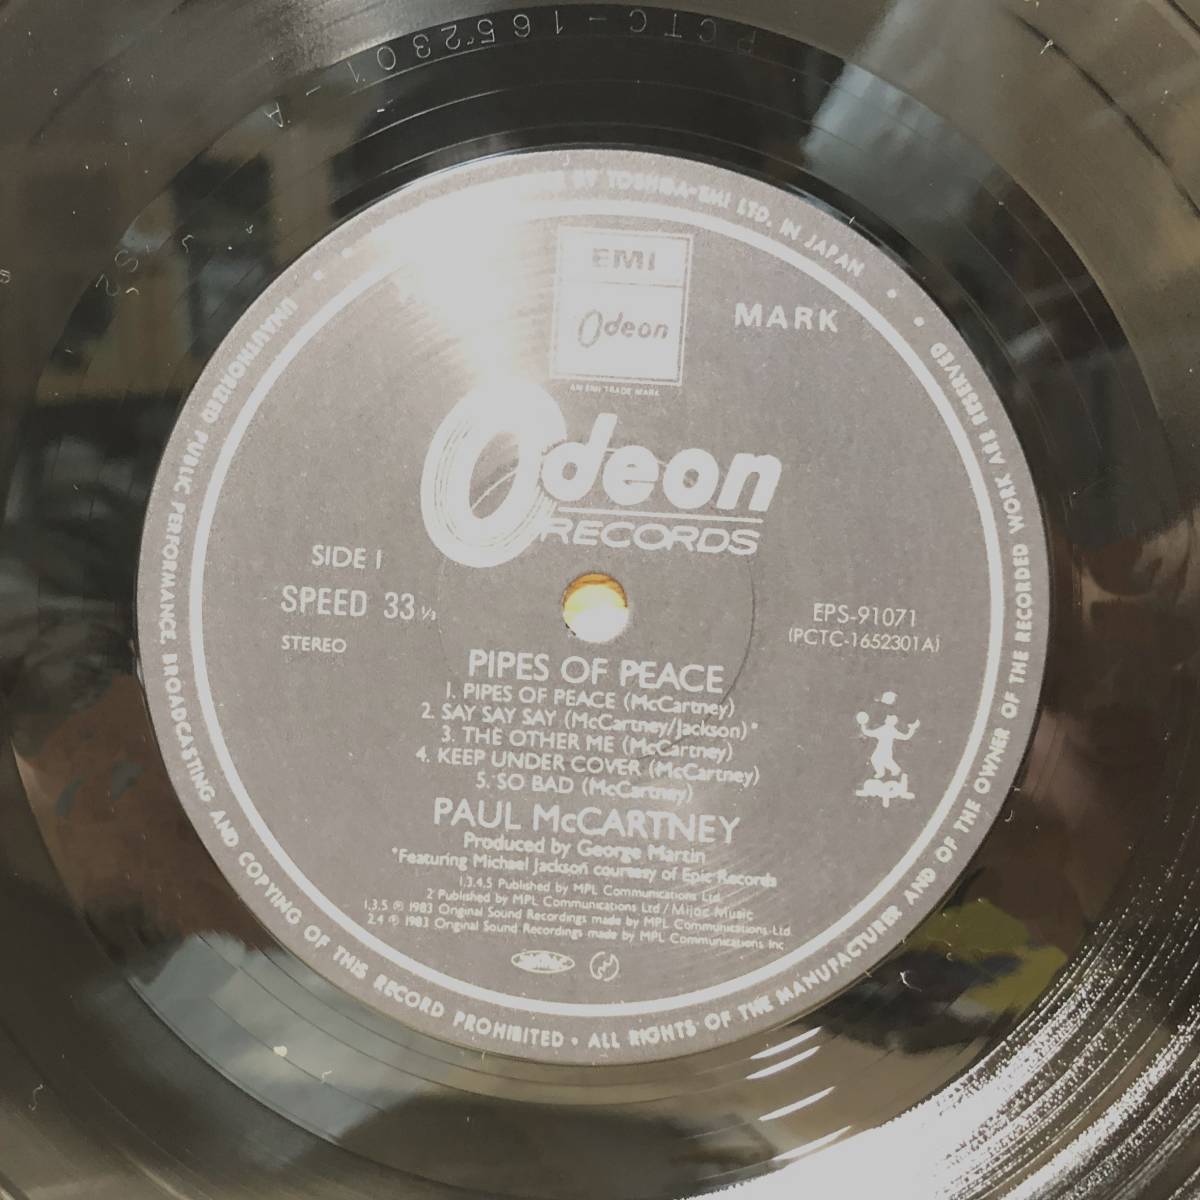 PCTC-1652301-A
S2
BY TOSHIBA-EMI LTD. IN JAPAN
EMI
Odeon
AN EMI TRADE MARK
MARK
Odeon
RECORDS
SIDE 1
SPEED 33 1/3
STEREO
EPS-91071
(PCTC-1652301A)
PIPES OF PEACE
1. PIPES OF PEACE (McCartney)
2. SAY SAY SAY (McCartney/Jackson)*
3. THE OTHER ME (McCartney)
4. KEEP UNDER COVER (McCartney)
5. SO BAD (McCartney)
PAUL McCARTNEY
Produced by George Martin
*Featuring Michael Jackson courtesy of Epic Records
1,3,4,5 Published by MPL Communications Ltd.
2 Published by MPL Communications Ltd / Mijac Music
1,3,5 ℗ 1983 Original Sound Recordings made by MPL Communications Ltd.
2,4 ℗ 1983 Original Sound Recordings made by MPL Communications Inc
mpl
UNAUTHORIZED PUBLIC PERFORMANCE, BROADCASTING AND COPYING OF THIS RECORD PROHIBITED • ALL RIGHTS OF THE MANUFACTURER AND OF THE OWNER OF THE RECORDED WORK ARE RESERVED